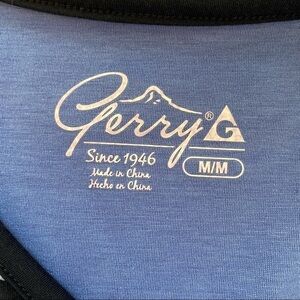 Gerry® G
Since 1946
Made in China
Hecho en China
M/M